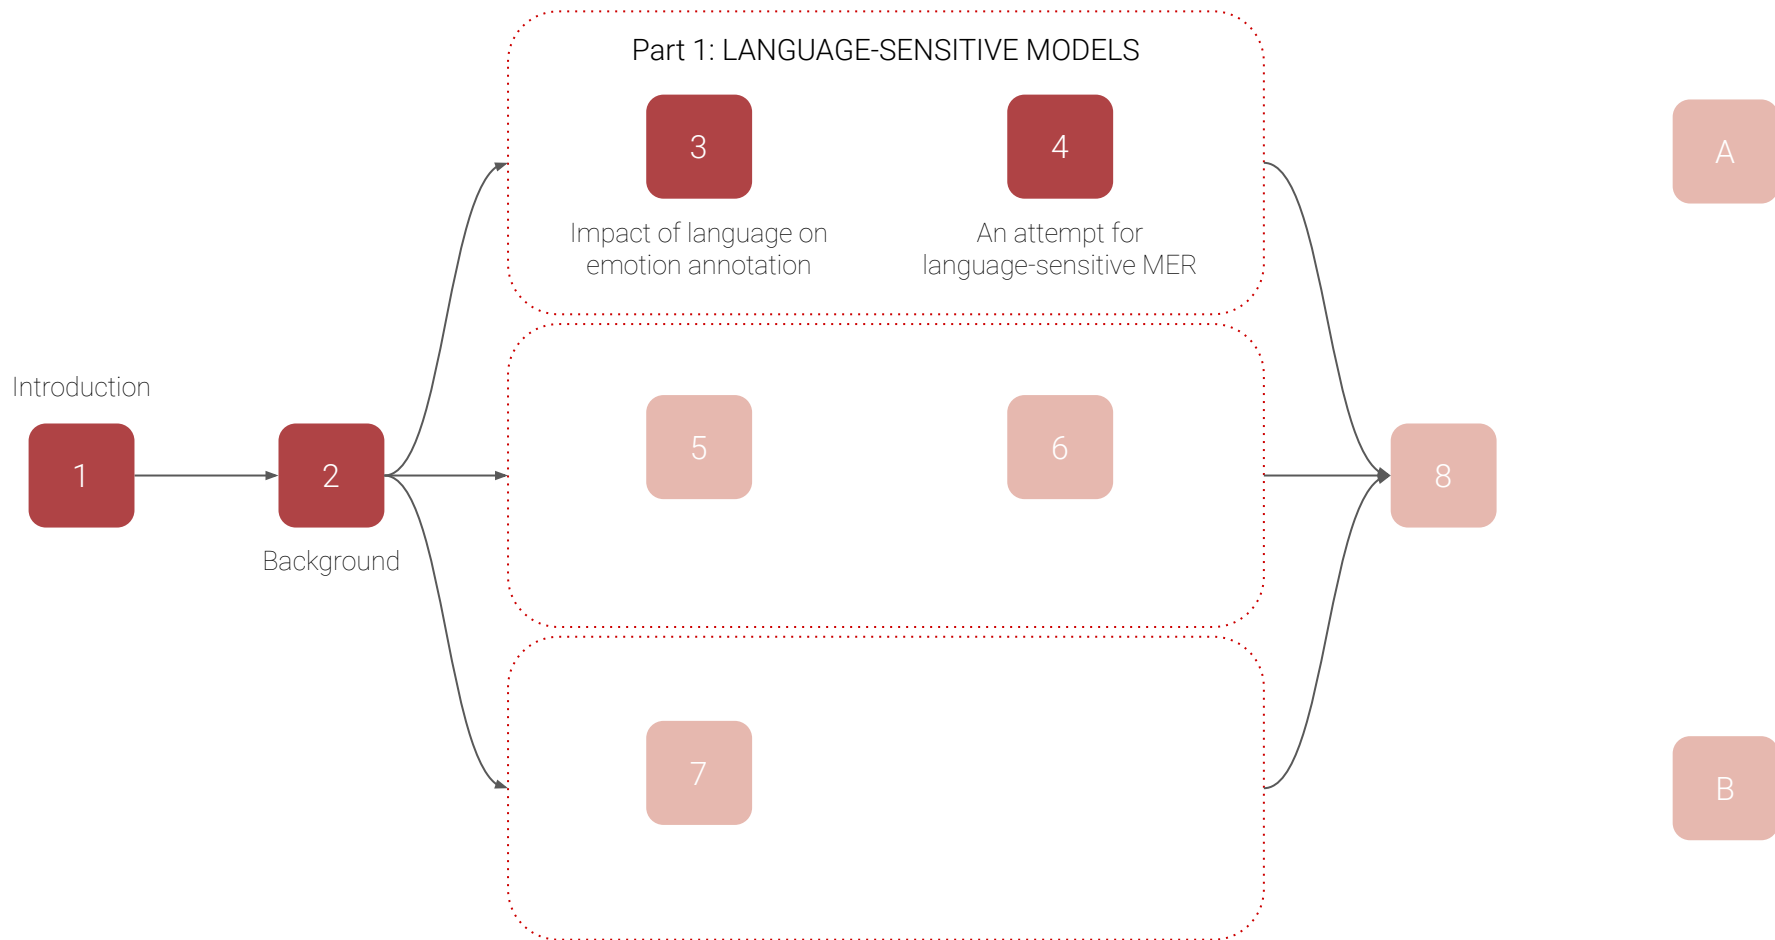 Part 1: LANGUAGE-SENSITIVE MODELS
3
4
A
Impact of language on
emotion annotation
An attempt for
language-sensitive MER
Introduction
1
2
Background
5
6
8
7
B